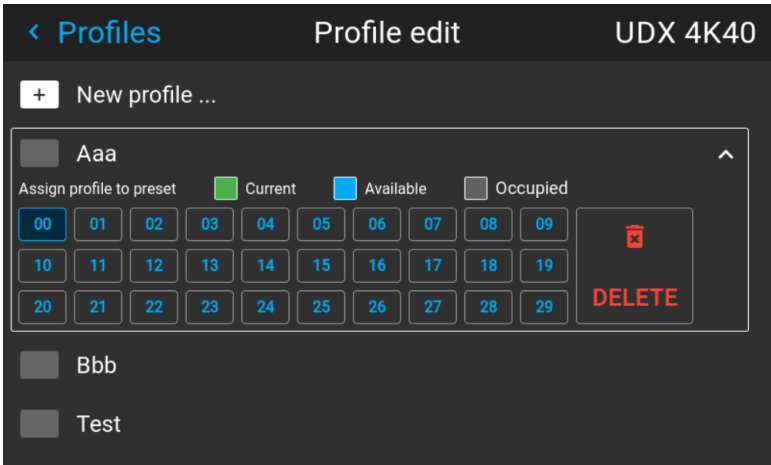 < Profiles Profile edit UDX 4K40
+ New profile ...
Aaa
Assign profile to preset Current Available Occupied
00 01 02 03 04 05 06 07 08 09
10 11 12 13 14 15 16 17 18 19
20 21 22 23 24 25 26 27 28 29
DELETE
Bbb
Test